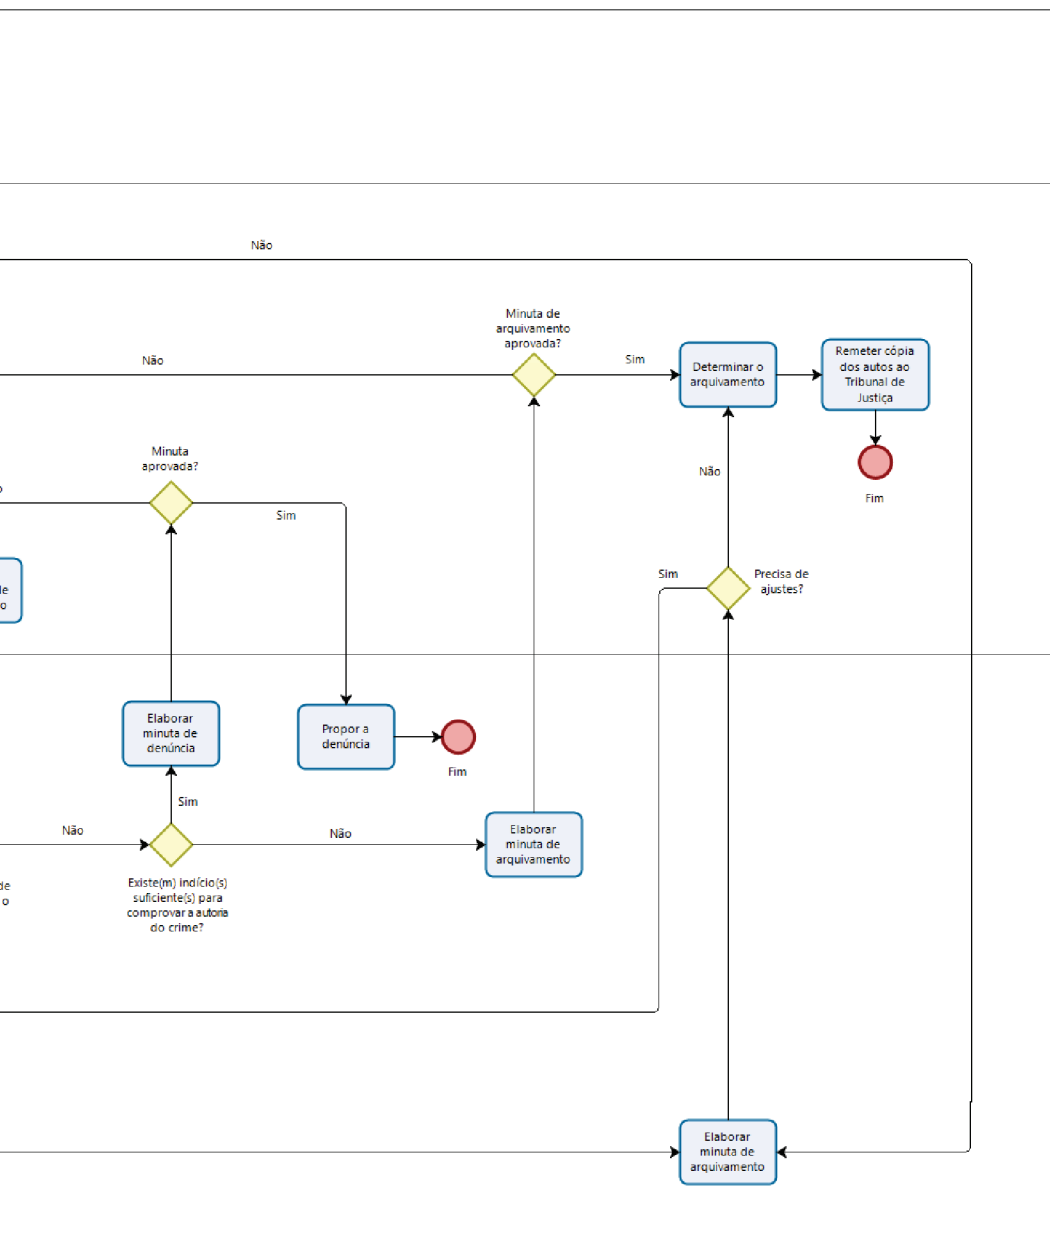 Não
Minuta de
arquivamento
aprovada?
Não
Sim
Determinar o
arquivamento
Remeter cópia
dos autos ao
Tribunal de
Justiça
Fim
Minuta
aprovada?
Sim
Não
Sim
Precisa de
ajustes?
o
Elaborar
minuta de
denúncia
Propor a
denúncia
Fim
Sim
Não
Não
Elaborar
minuta de
arquivamento
Existe(m) indício(s)
suficiente(s) para
comprovar a autoria
do crime?
de
o
Elaborar
minuta de
arquivamento